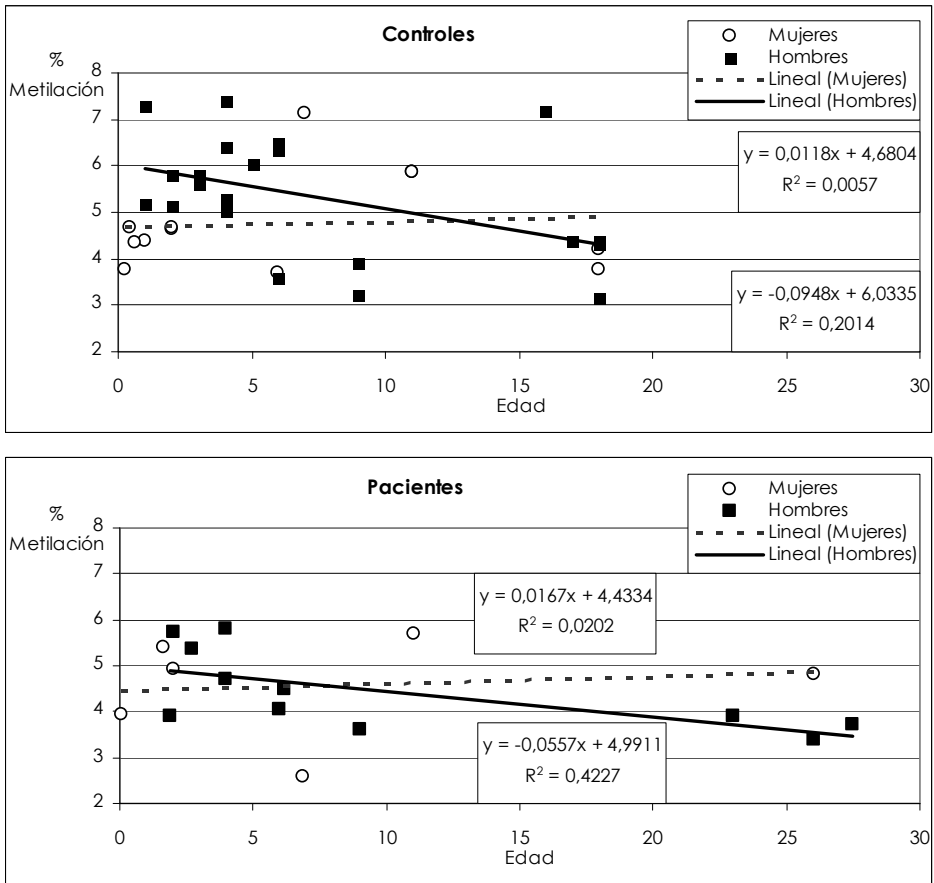 Controles
%
Metilación
Mujeres
Hombres
Lineal (Mujeres)
Lineal (Hombres)
8
7
6
5
4
3
2
y = 0,0118x + 4,6804
R² = 0,0057
y = -0,0948x + 6,0335
R² = 0,2014
0 5 10 15 20 25 30
Edad
Pacientes
%
Metilación
Mujeres
Hombres
Lineal (Mujeres)
Lineal (Hombres)
8
7
6
5
4
3
2
y = 0,0167x + 4,4334
R² = 0,0202
y = -0,0557x + 4,9911
R² = 0,4227
0 5 10 15 20 25 30
Edad